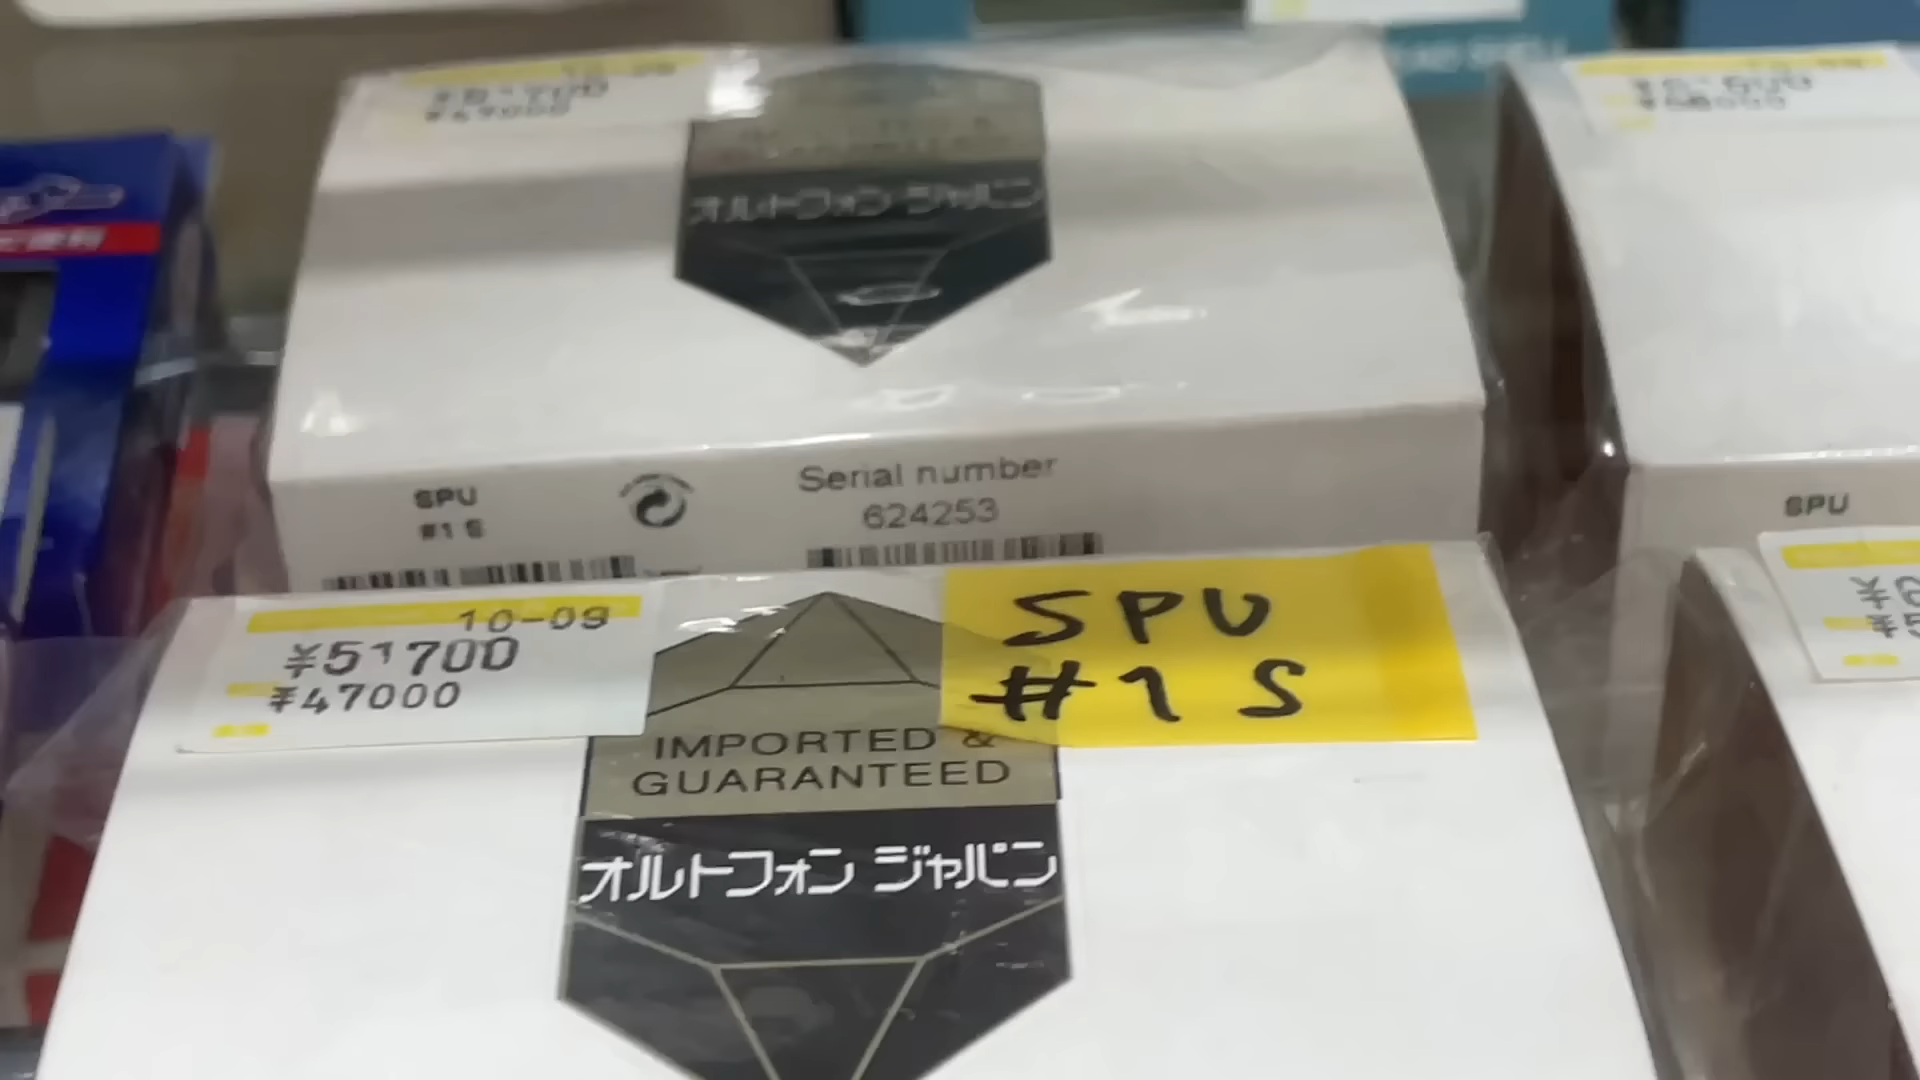 オルトフォン ジャパン
SPU
#1 S
Serial number
624253
SPU
10-09
¥51700
¥47000
SPU
#1 S
IMPORTED &
GUARANTEED
オルトフォン ジャパン